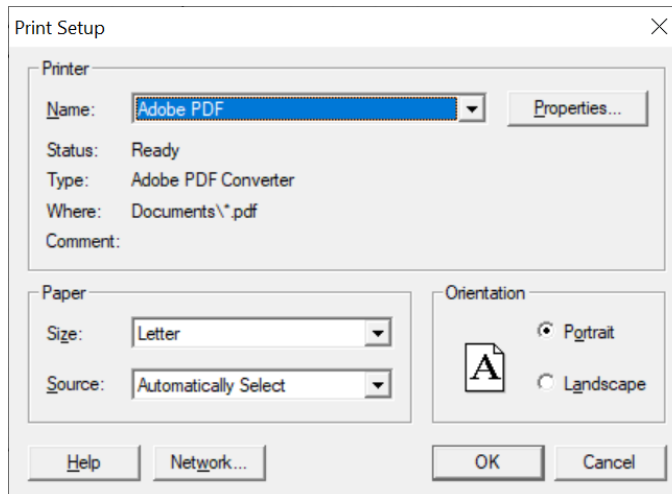 Print Setup
Printer
Name: Adobe PDF Properties...
Status: Ready
Type: Adobe PDF Converter
Where: Documents\*.pdf
Comment:
Paper
Size: Letter
Source: Automatically Select
Orientation
A
Portrait
Landscape
Help Network... OK Cancel